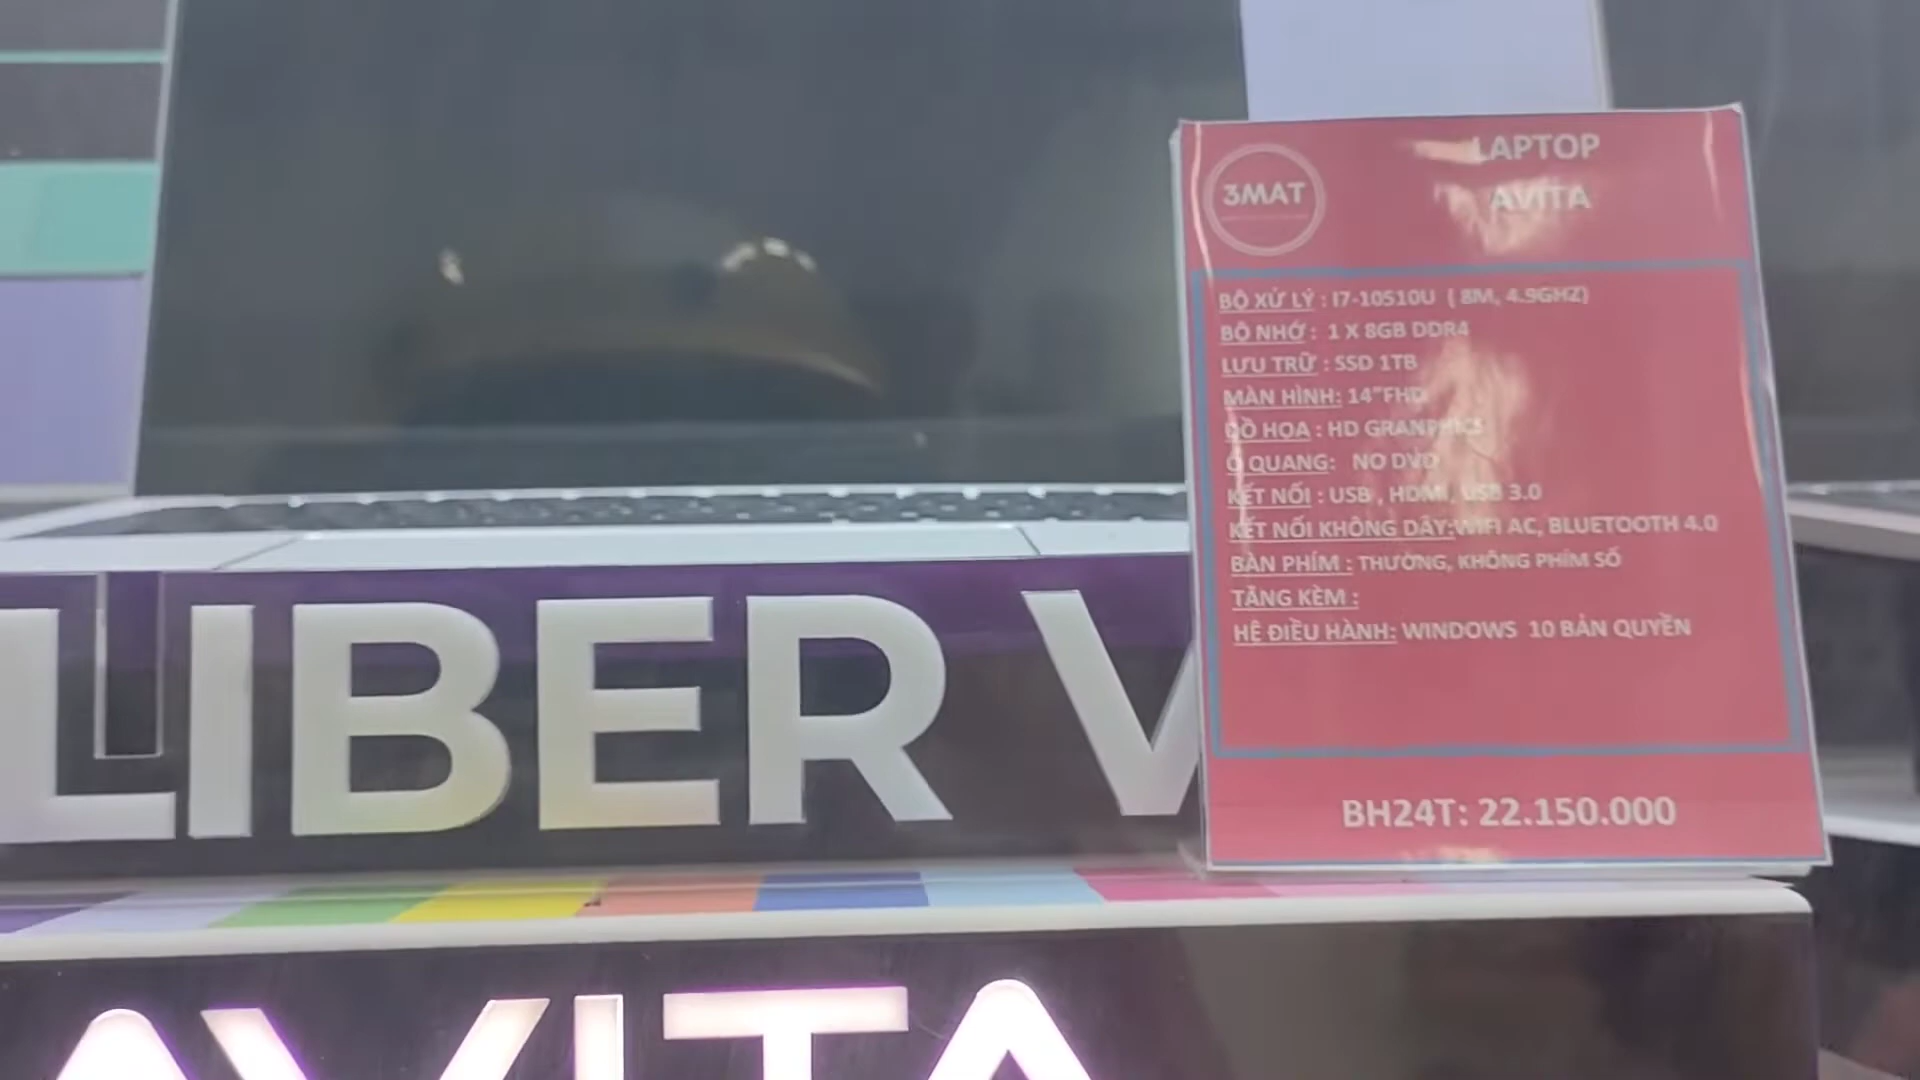 LAPTOP
AVITA
3MAT
BỘ XỬ LÝ : I7-10510U ( 8M, 4.9GHZ)
BỘ NHỚ : 1 X 8GB DDR4
LƯU TRỮ : SSD 1TB
MÀN HÌNH: 14"FHD
ĐỒ HỌA : HD GRANPHICS
Ổ QUANG: NO DVD
KẾT NỐI : USB , HDMI, USB 3.0
KẾT NỐI KHÔNG DÂY:WIFI AC, BLUETOOTH 4.0
BÀN PHÍM : THƯỜNG, KHÔNG PHÍM SỐ
TẶNG KÈM :
HỆ ĐIỀU HÀNH: WINDOWS 10 BẢN QUYỀN
BH24T: 22.150.000
LIBER V
AVITA